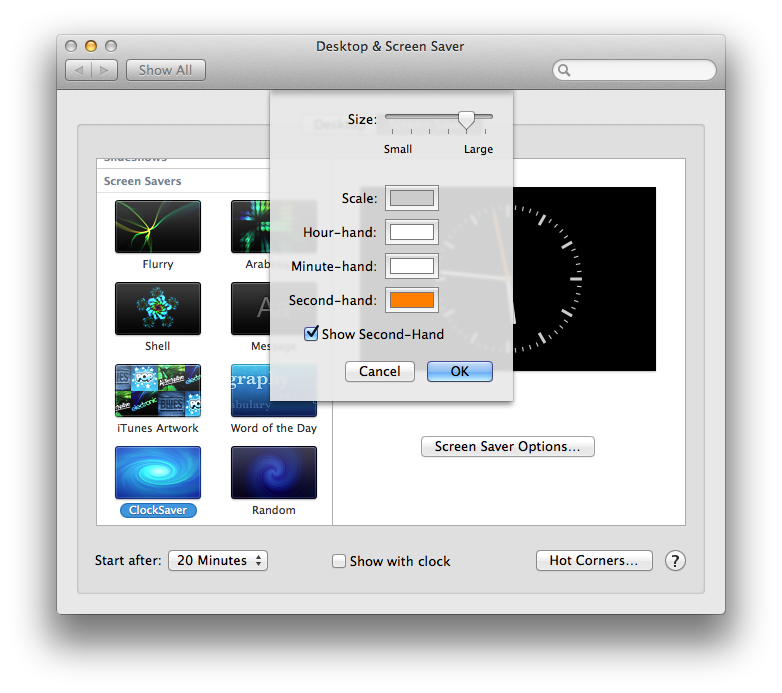 Desktop & Screen Saver
Show All
Size:
Small Large
Slideshows
Screen Savers
Scale:
Hour-hand:
Minute-hand:
Second-hand:
Show Second-Hand
Cancel OK
Flurry
Shell
Message
iTunes Artwork
Word of the Day
ClockSaver
Random
Screen Saver Options...
Start after: 20 Minutes
Show with clock
Hot Corners...
?